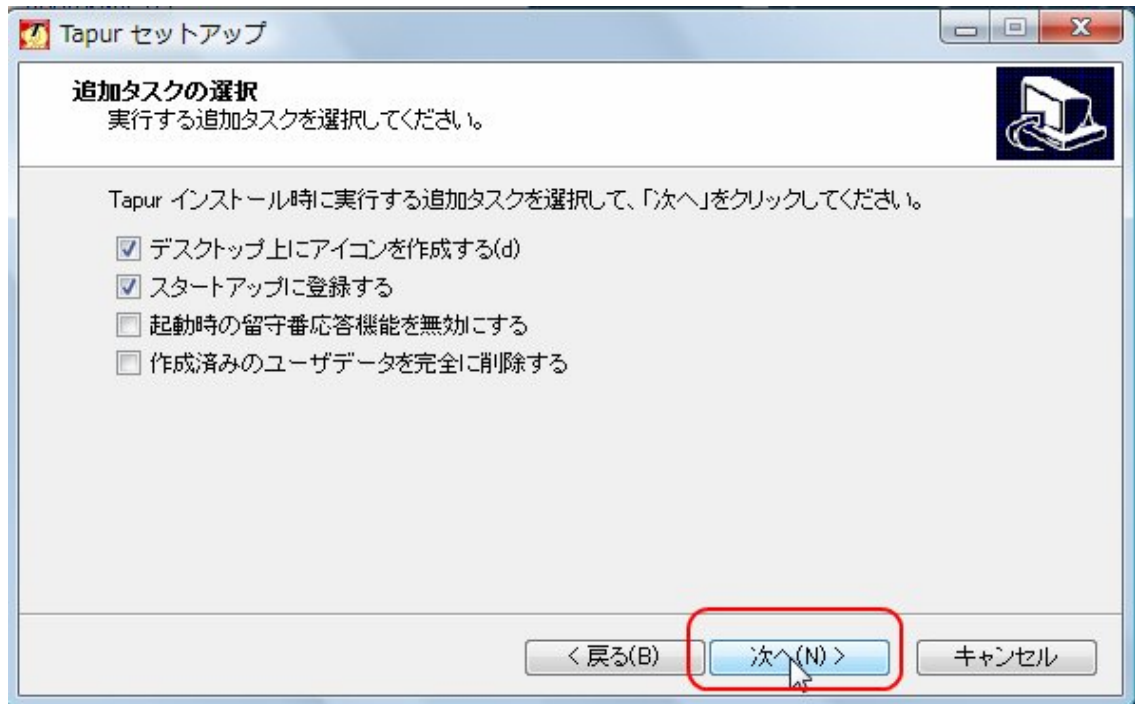 Tapur セットアップ
追加タスクの選択
実行する追加タスクを選択してください。
Tapur インストール時に実行する追加タスクを選択して、「次へ」をクリックしてください。
デスクトップ上にアイコンを作成する(d)
スタートアップに登録する
起動時の留守番応答機能を無効にする
作成済みのユーザデータを完全に削除する
< 戻る(B) 次へ(N) > キャンセル